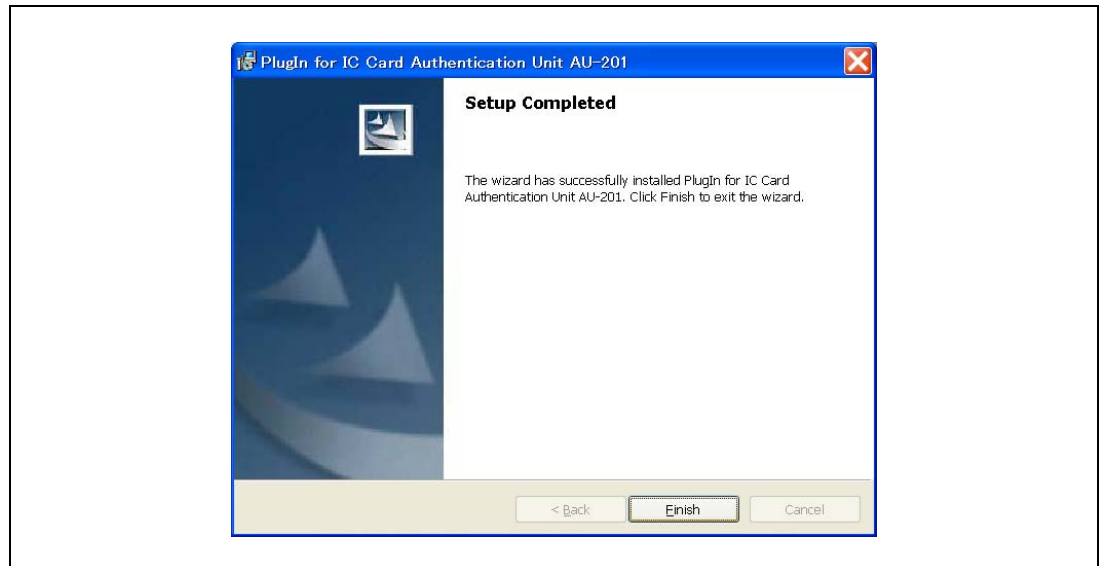 PlugIn for IC Card Authentication Unit AU-201
Setup Completed
The wizard has successfully installed PlugIn for IC Card
Authentication Unit AU-201. Click Finish to exit the wizard.
< Back
Finish
Cancel